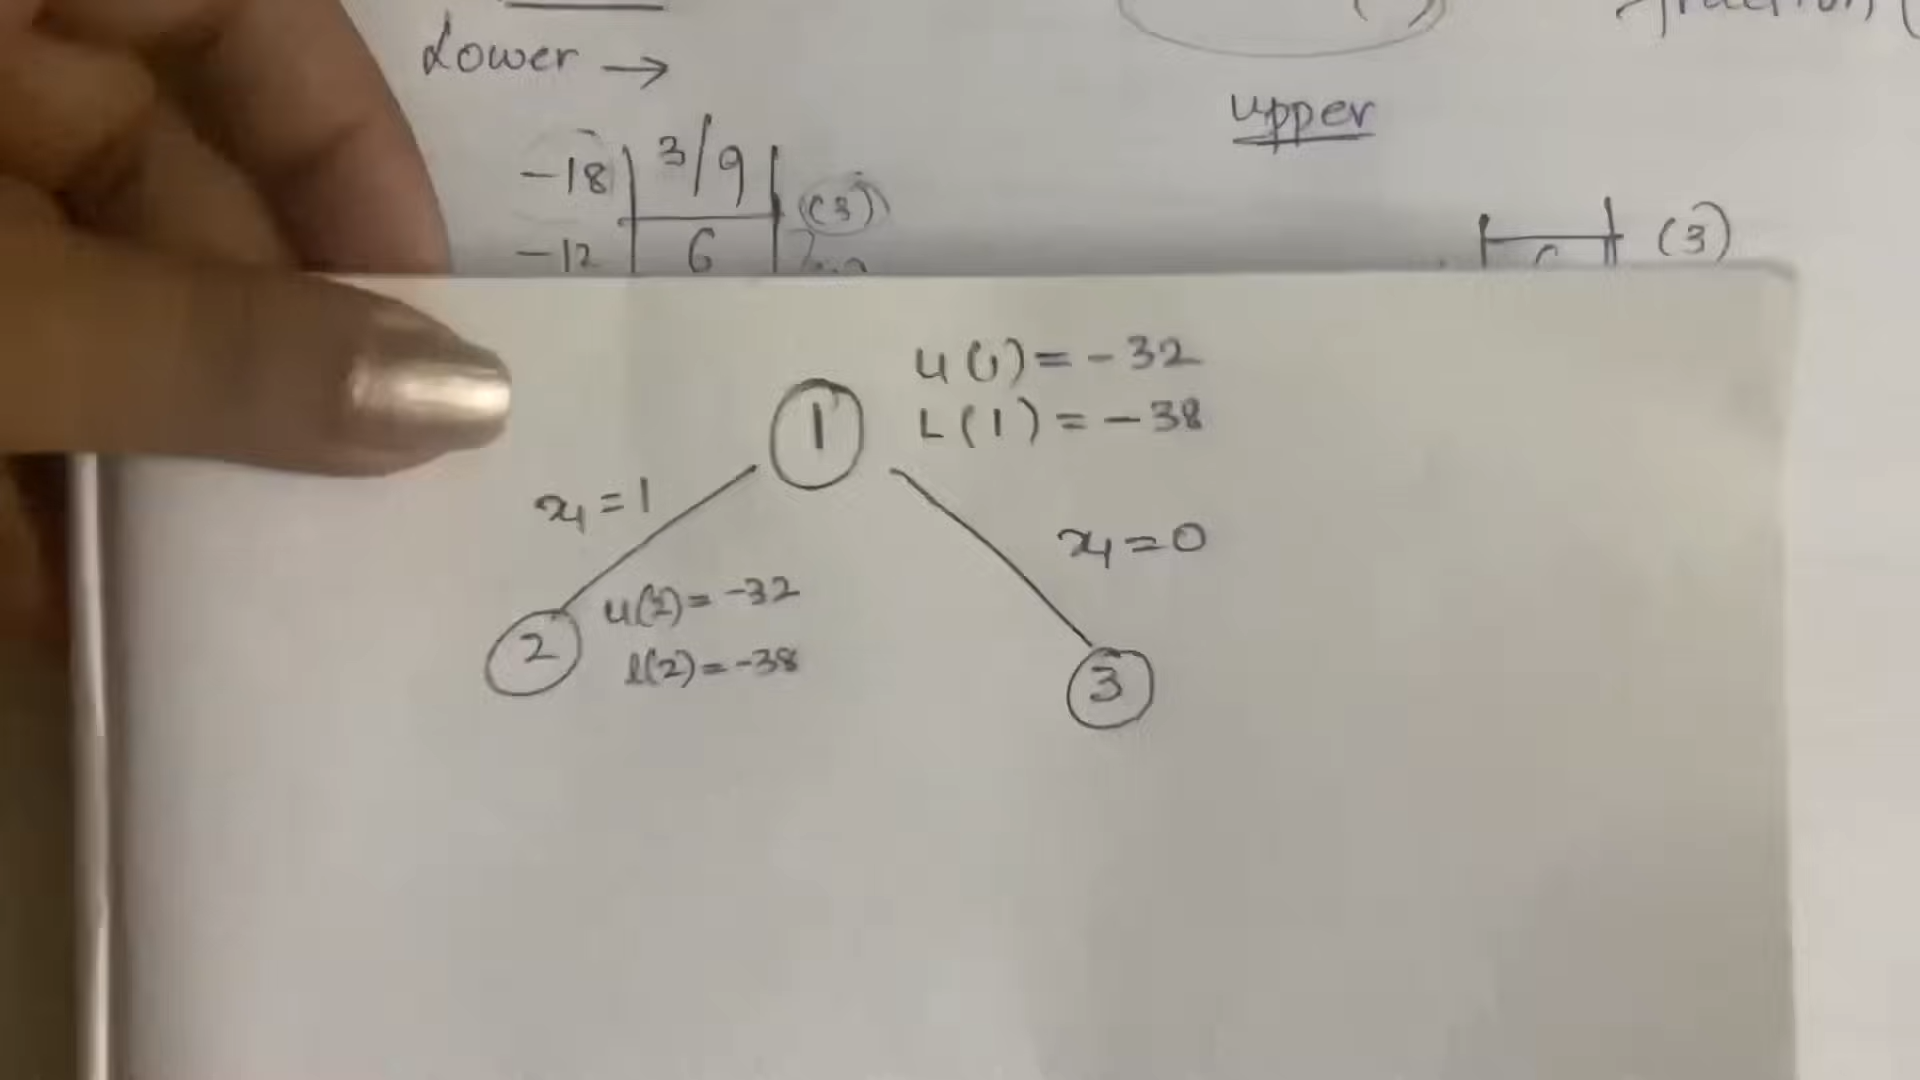 Lower →
upper
-18 3/9 (3)
-12 6
(3)
u(1) = -32
L(1) = -38
1
x1 = 1
x1 = 0
u(2) = -32
l(2) = -38
2
3